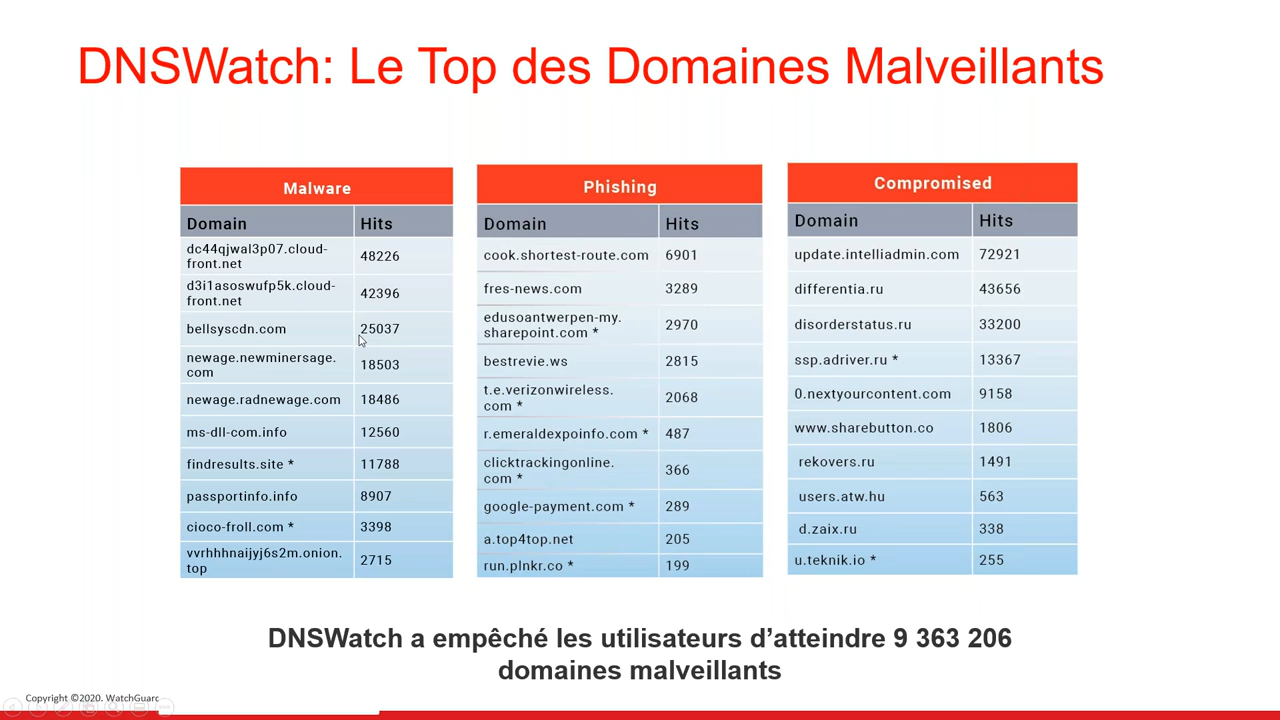 DNSWatch: Le Top des Domaines Malveillants
Malware
Domain Hits
dc44qjwal3p07.cloud-
front.net 48226
d3i1asoswufp5k.cloud-
front.net 42396
bellsyscdn.com 25037
newage.newminersage.
com 18503
newage.radnewage.com 18486
ms-dll-com.info 12560
findresults.site * 11788
passportinfo.info 8907
cioco-froll.com * 3398
vvrhhhnaijyj6s2m.onion.
top 2715
Phishing
Domain Hits
cook.shortest-route.com 6901
fres-news.com 3289
edusoantwerpen-my.
sharepoint.com * 2970
bestrevie.ws 2815
t.e.verizonwireless.
com * 2068
r.emeraldexpoinfo.com * 487
clicktrackingonline.
com * 366
google-payment.com * 289
a.top4top.net 205
run.plnkr.co * 199
Compromised
Domain Hits
update.intelliadmin.com 72921
differentia.ru 43656
disorderstatus.ru 33200
ssp.adriver.ru * 13367
0.nextyourcontent.com 9158
www.sharebutton.co 1806
rekovers.ru 1491
users.atw.hu 563
d.zaix.ru 338
u.teknik.io * 255
DNSWatch a empêché les utilisateurs d’atteindre 9 363 206
domaines malveillants
Copyright ©2020. WatchGuard